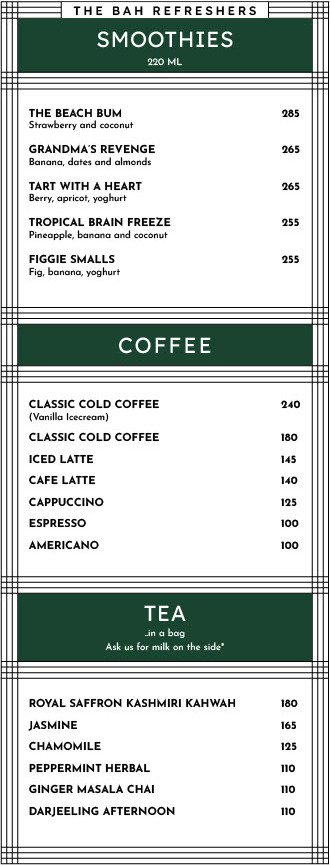 THE BAH REFRESHERS
SMOOTHIES
220 ML
THE BEACH BUM 285
Strawberry and coconut
GRANDMA'S REVENGE 265
Banana, dates and almonds
TART WITH A HEART 265
Berry, apricot, yoghurt
TROPICAL BRAIN FREEZE 255
Pineapple, banana and coconut
FIGGIE SMALLS 255
Fig, banana, yoghurt
COFFEE
CLASSIC COLD COFFEE 240
(Vanilla Icecream)
CLASSIC COLD COFFEE 180
ICED LATTE 145
CAFE LATTE 140
CAPPUCCINO 125
ESPRESSO 100
AMERICANO 100
TEA
..in a bag
Ask us for milk on the side*
ROYAL SAFFRON KASHMIRI KAHWAH 180
JASMINE 165
CHAMOMILE 125
PEPPERMINT HERBAL 110
GINGER MASALA CHAI 110
DARJEELING AFTERNOON 110